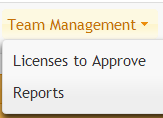 Team Management
Licenses to Approve
Reports